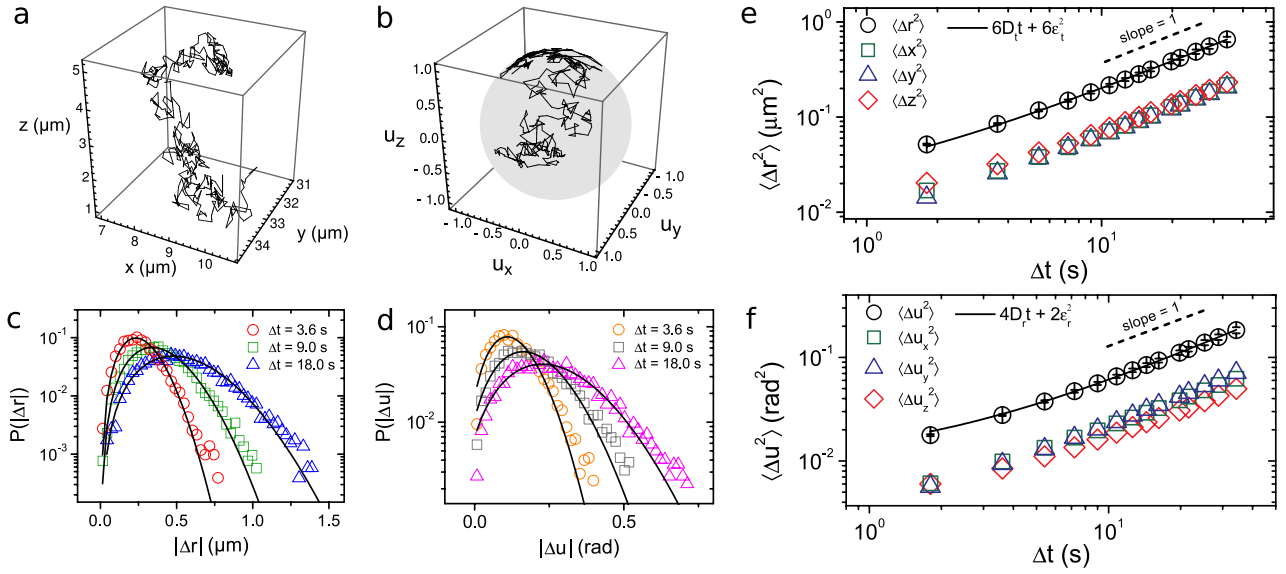 a
5
4
3
2
1
z (μm)
7
8
9
10
x (μm)
31
32
33
34
y (μm)
b
1.0
0.5
0.0
- 0.5
- 1.0
u_z
- 1.0
- 0.5
0.0
0.5
1.0
u_x
- 1.0
- 0.5
0.0
0.5
1.0
u_y
c
Δt = 3.6 s
Δt = 9.0 s
Δt = 18.0 s
10⁻¹
10⁻²
10⁻³
P(|Δr|)
0.0
0.5
1.0
1.5
|Δr| (μm)
d
Δt = 3.6 s
Δt = 9.0 s
Δt = 18.0 s
10⁻¹
10⁻²
P(|Δu|)
0.0
0.5
|Δu| (rad)
e
⟨Δr²⟩
⟨Δx²⟩
⟨Δy²⟩
⟨Δz²⟩
6D_t t + 6ε_t²
slope = 1
10⁰
10⁻¹
10⁻²
⟨Δr²⟩ (μm²)
10⁰
10¹
Δt (s)
f
⟨Δu²⟩
⟨Δu_x²⟩
⟨Δu_y²⟩
⟨Δu_z²⟩
4D_r t + 2ε_r²
slope = 1
10⁻¹
10⁻²
⟨Δu²⟩ (rad²)
10⁰
10¹
Δt (s)